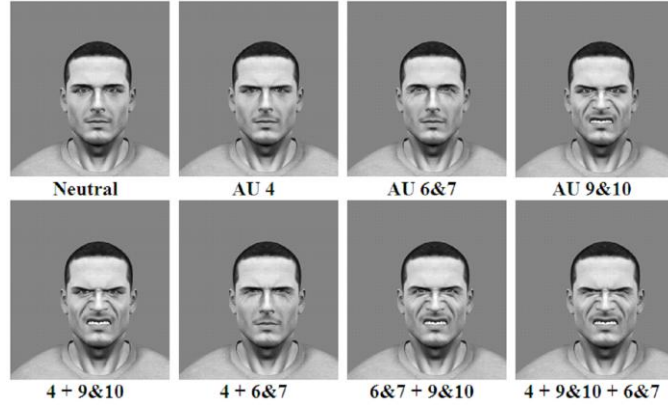 Neutral
AU 4
AU 6&7
AU 9&10
4 + 9&10
4 + 6&7
6&7 + 9&10
4 + 9&10 + 6&7